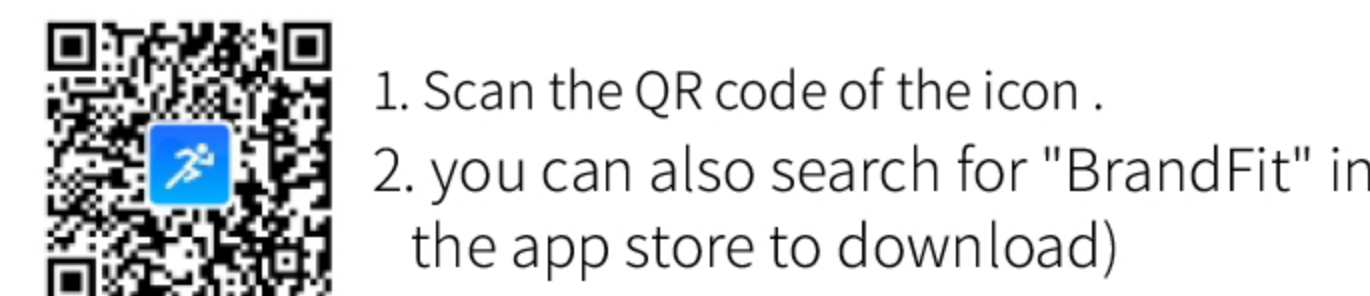 1. Scan the QR code of the icon .
2. you can also search for "BrandFit" in
the app store to download)